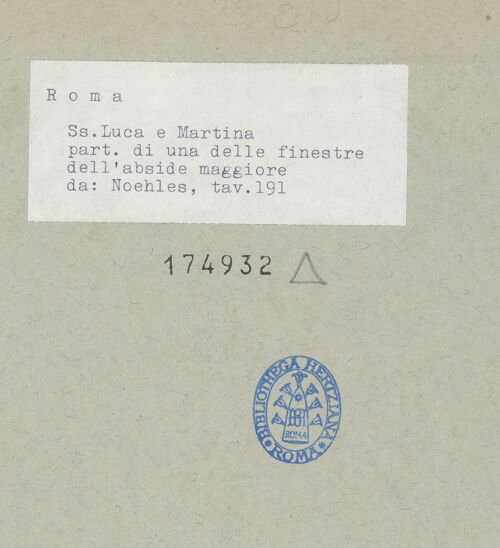 Roma
Ss.Luca e Martina
part. di una delle finestre
dell'abside maggiore
da: Noehles, tav.191
174932
BIBLIOTHECA HERTZIANA
ROMA
ROMA